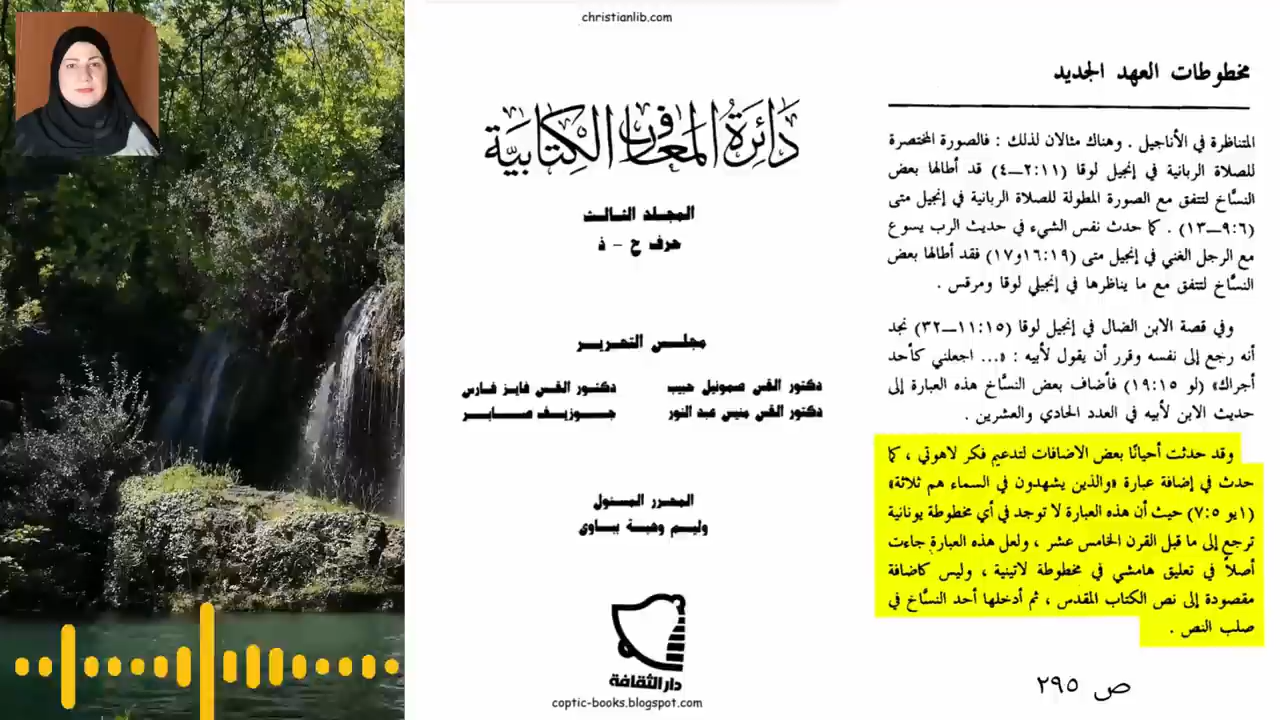 christianlib.com
دائرة المعارف الكتابية
المجلد الثالث
حرف ح - ذ
مجلس التحرير
دكتور القس صموئيل حبيب دكتور القس فايز فارس
دكتور القس منيس عبد النور جوزيف صابر
المحرر المسئول
وليم وهبة بباوى
دار الثقافة
coptic-books.blogspot.com
مخطوطات العهد الجديد
المتناظرة في الأناجيل . وهناك مثالان لذلك : فالصورة المختصرة
للصلاة الربانية في إنجيل لوقا (١١:٢-٤) قد أطالها بعض
النسَّاخ لتتفق مع الصورة المطولة للصلاة الربانية في إنجيل متى
(٦:٩-١٣) . كما حدث نفس الشيء في حديث الرب يسوع
مع الرجل الغني في إنجيل متى (١٩:١٦و١٧) فقد أطالها بعض
النسَّاخ لتتفق مع ما يناظرها في إنجيلي لوقا ومرقس .
وفي قصة الابن الضال في إنجيل لوقا (١٥:١١-٣٢) نجد
أنه رجع إلى نفسه وقرر أن يقول لأبيه : «... اجعلني كأحد
أجراك» (لو ١٥:١٩) فأضاف بعض النسَّاخ هذه العبارة إلى
حديث الابن لأبيه في العدد الحادي والعشرين .
وقد حدثت أحيانًا بعض الاضافات لتدعيم فكر لاهوتي ، كما
حدث في إضافة عبارة «والذين يشهدون في السماء هم ثلاثة»
(١يو ٥:٧) حيث أن هذه العبارة لا توجد في أي مخطوطة يونانية
ترجع إلى ما قبل القرن الخامس عشر ، ولعل هذه العبارة جاءت
أصلاً في تعليق هامشي في مخطوطة لاتينية ، وليس كاضافة
مقصودة إلى نص الكتاب المقدس ، ثم أدخلها أحد النسَّاخ في
صلب النص .
ص ٢٩٥